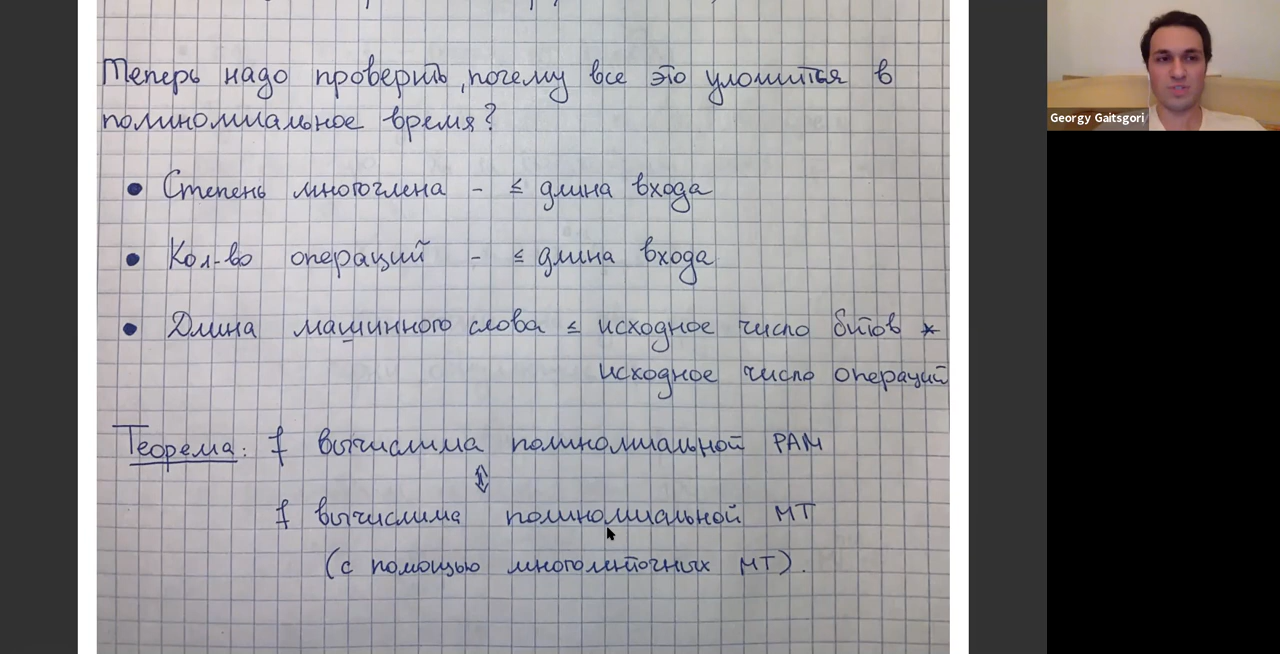 Теперь надо проверить, почему все это уложится в
полиномиальное время?
• Степень многочлена - ≤ длина входа
• Кол-во операций - ≤ длина входа
• Длина машинного слова ≤ исходное число битов *
исходное число операций
Теорема: f вычислима полиномиальной РАМ
⇕
f вычислима полиномиальной МТ
(с помощью многоленточных МТ).
Georgy Gaitsgori